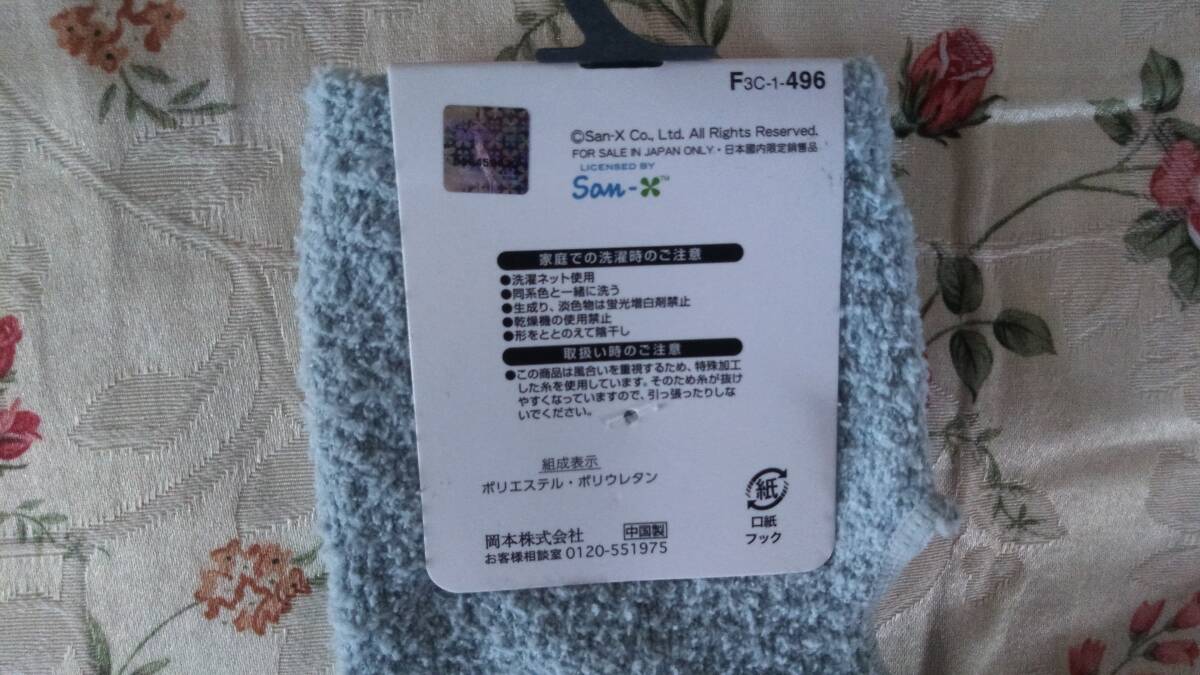 F3C-1-496
©San-X Co., Ltd. All Rights Reserved.
FOR SALE IN JAPAN ONLY・日本國内限定銷售品
LICENSED BY
San-X™
家庭での洗濯時のご注意
●洗濯ネット使用
●同系色と一緒に洗う
●生成り、淡色物は蛍光増白剤禁止
●乾燥機の使用禁止
●形をととのえて陰干し
取扱い時のご注意
●この商品は風合いを重視するため、特殊加工
した糸を使用しています。そのため糸が抜け
やすくなっていますので、引っ張ったりしな
いでください。
組成表示
ポリエステル・ポリウレタン
紙
口紙
フック
岡本株式会社 中国製
お客様相談室 0120-551975